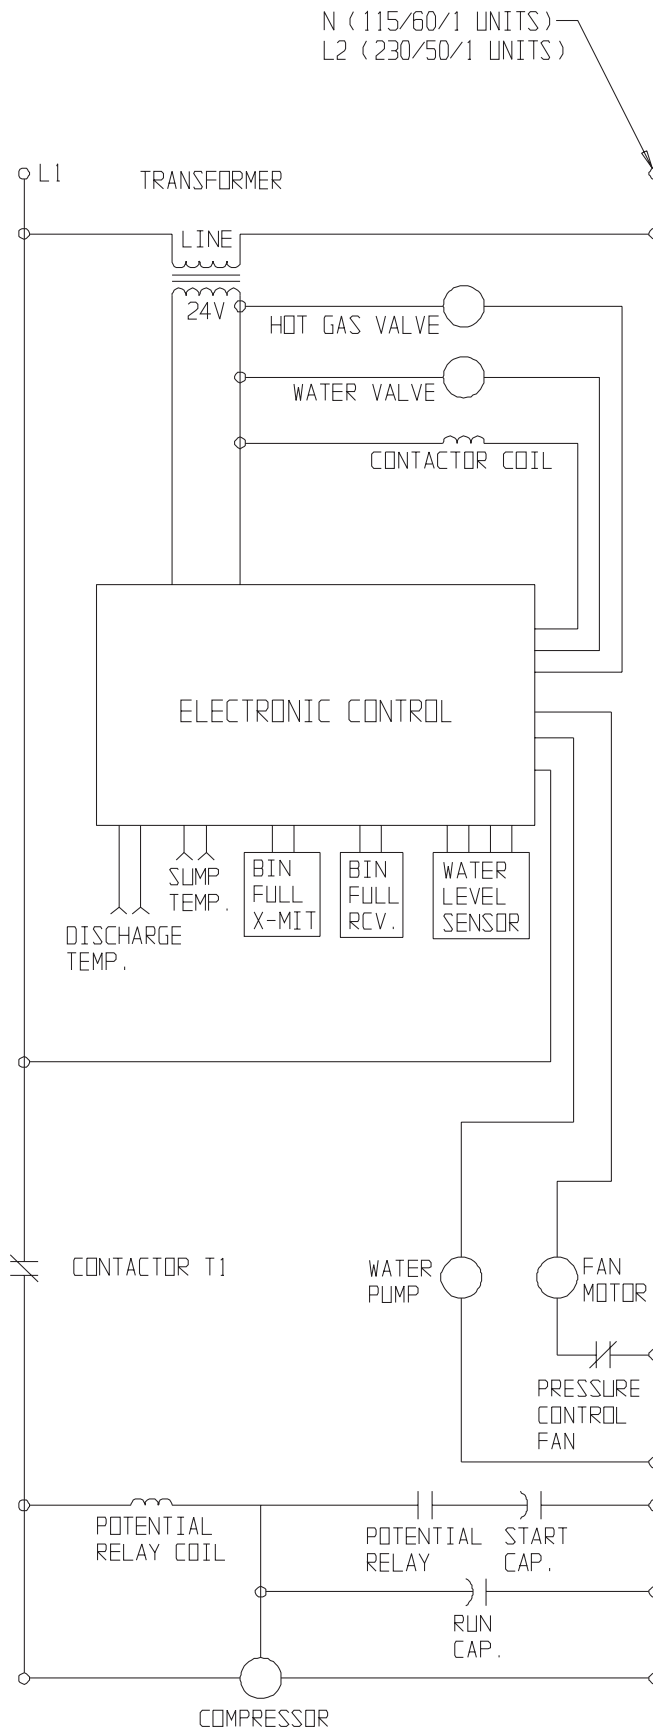 N (115/60/1 UNITS)
L2 (230/50/1 UNITS)
L1
TRANSFORMER
LINE
24V
HOT GAS VALVE
WATER VALVE
CONTACTOR COIL
ELECTRONIC CONTROL
DISCHARGE
TEMP.
SUMP
TEMP.
BIN
FULL
X-MIT
BIN
FULL
RCV.
WATER
LEVEL
SENSOR
CONTACTOR T1
WATER
PUMP
FAN
MOTOR
PRESSURE
CONTROL
FAN
POTENTIAL
RELAY COIL
POTENTIAL
RELAY
START
CAP.
RUN
CAP.
COMPRESSOR